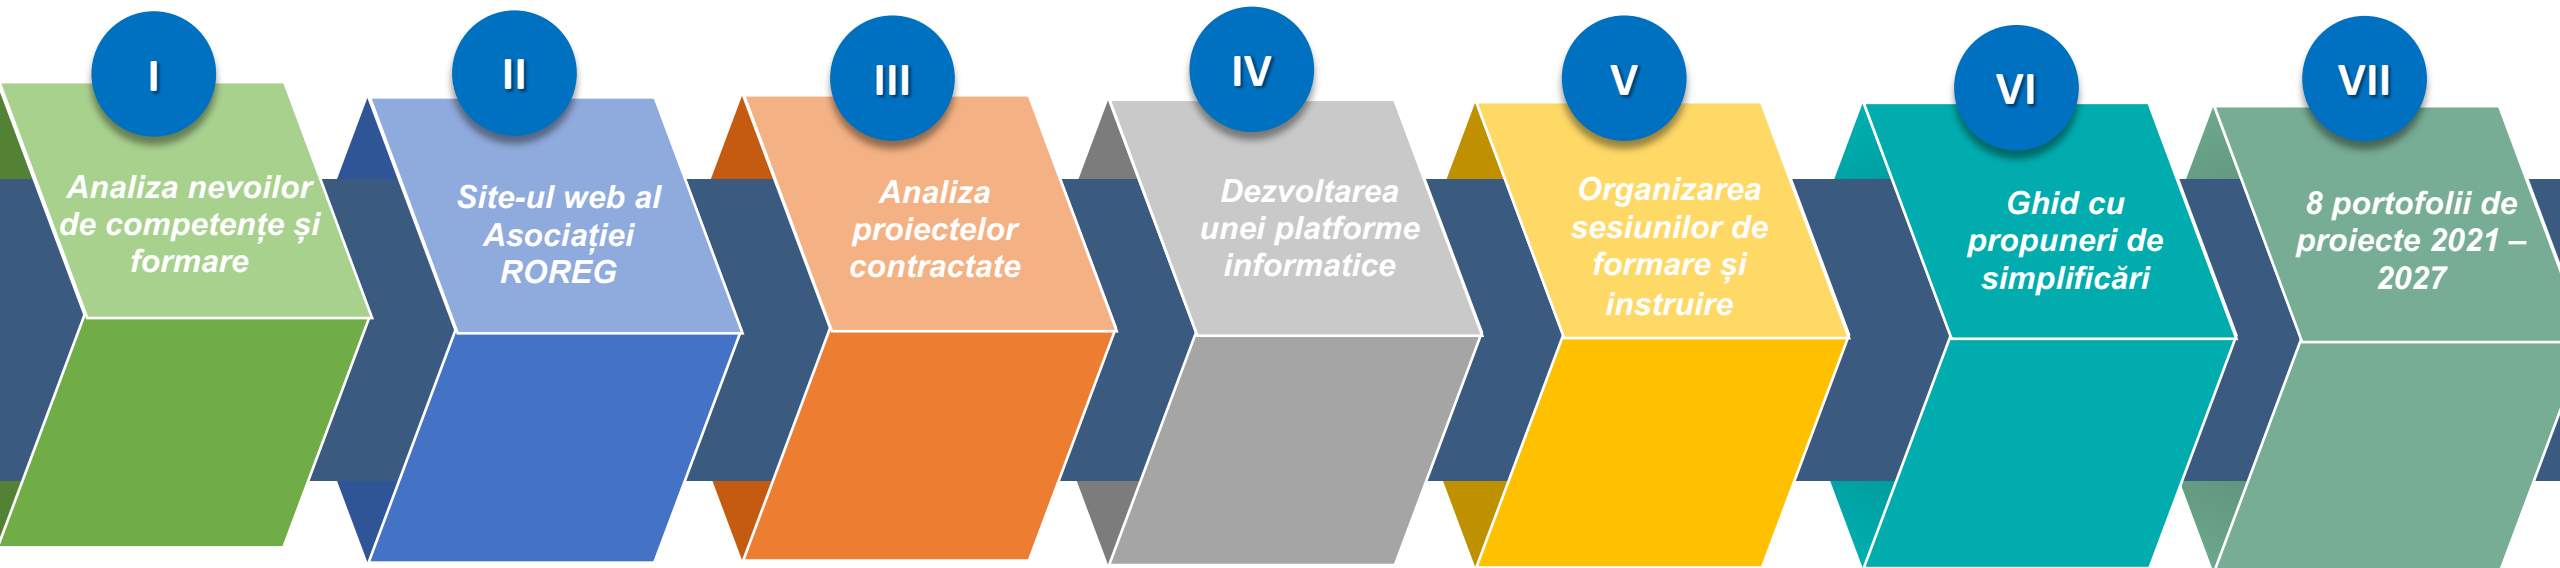 I
Analiza nevoilor
de competențe și
formare
II
Site-ul web al
Asociației
ROREG
III
Analiza
proiectelor
contractate
IV
Dezvoltarea
unei platforme
informatice
V
Organizarea
sesiunilor de
formare și
instruire
VI
Ghid cu
propuneri de
simplificări
VII
8 portofolii de
proiecte 2021 –
2027